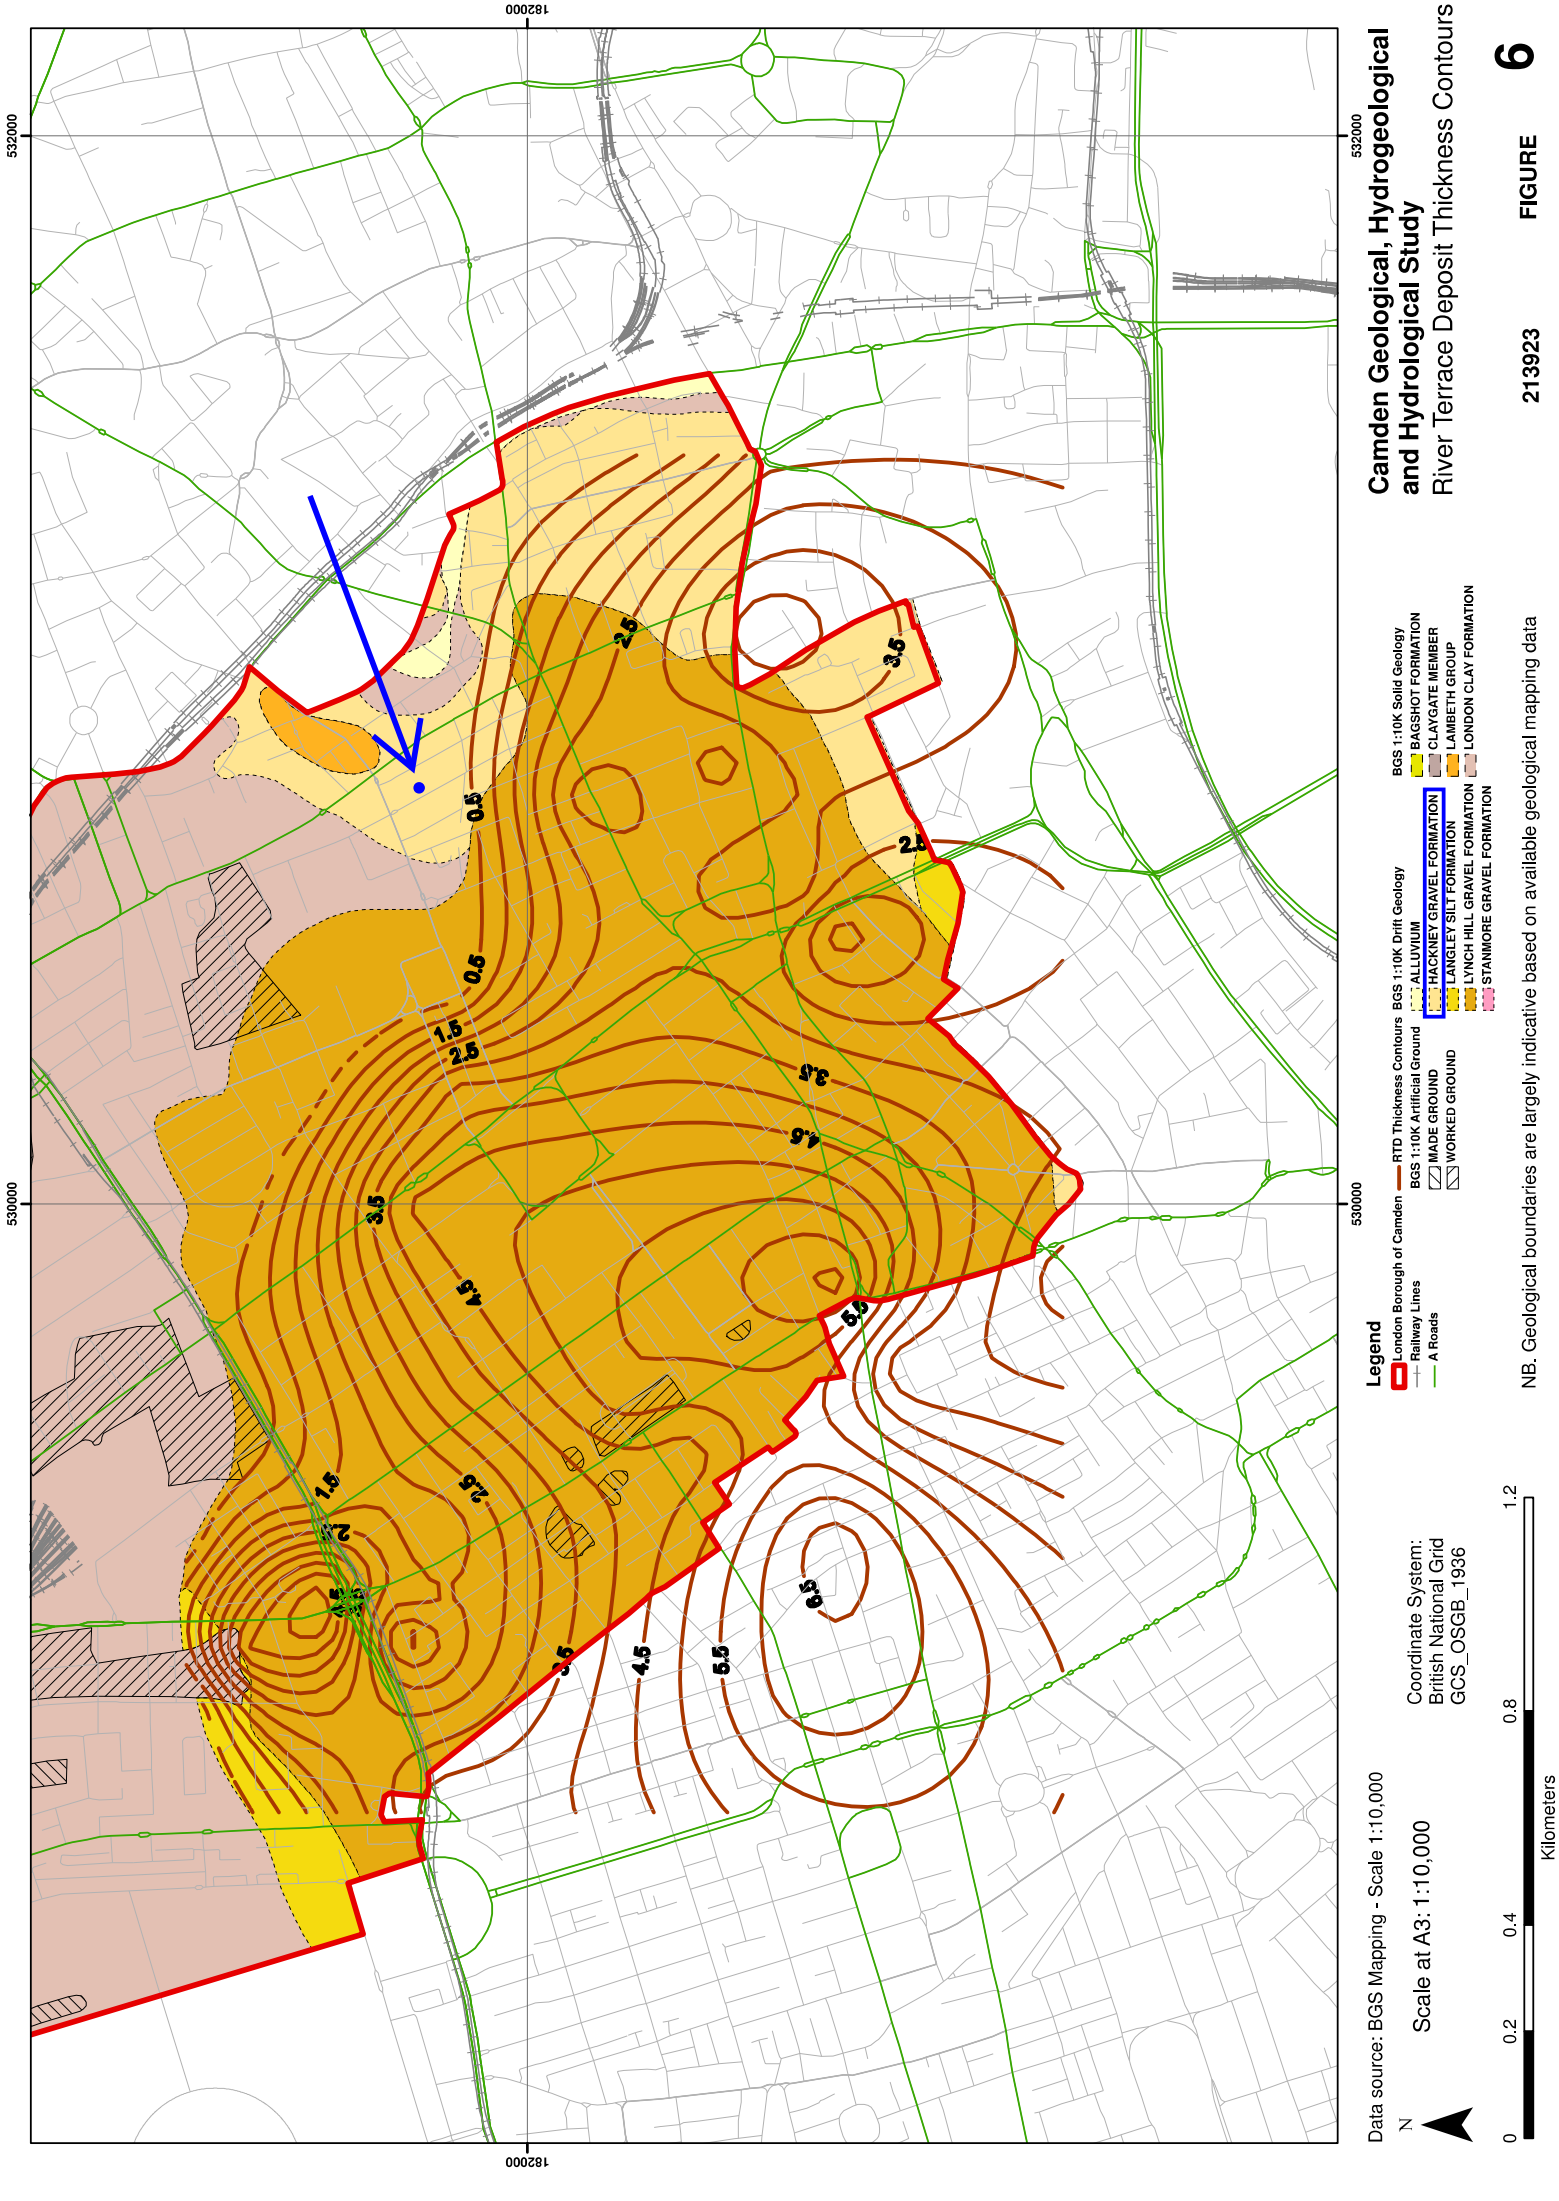 532000
530000
182000
182000
532000
530000
0.5
0.5
1.5
2.5
2.5
3.5
2.5
3.5
4.5
3.5
4.5
2.5
1.5
5.5
6.5
5.5
4.5
3.5
Camden Geological, Hydrogeological
and Hydrological Study
River Terrace Deposit Thickness Contours
213923
FIGURE
6
Legend
London Borough of Camden
Railway Lines
A Roads
RTD Thickness Contours
BGS 1:10K Artificial Ground
MADE GROUND
WORKED GROUND
BGS 1:10K Drift Geology
ALLUVIUM
HACKNEY GRAVEL FORMATION
LANGLEY SILT FORMATION
LYNCH HILL GRAVEL FORMATION
STANMORE GRAVEL FORMATION
BGS 1:10K Solid Geology
BAGSHOT FORMATION
CLAYGATE MEMBER
LAMBETH GROUP
LONDON CLAY FORMATION
NB. Geological boundaries are largely indicative based on available geological mapping data
Data source: BGS Mapping - Scale 1:10,000
Scale at A3: 1:10,000
Coordinate System:
British National Grid
GCS_OSGB_1936
N
0 0.2 0.4 0.8 1.2
Kilometers